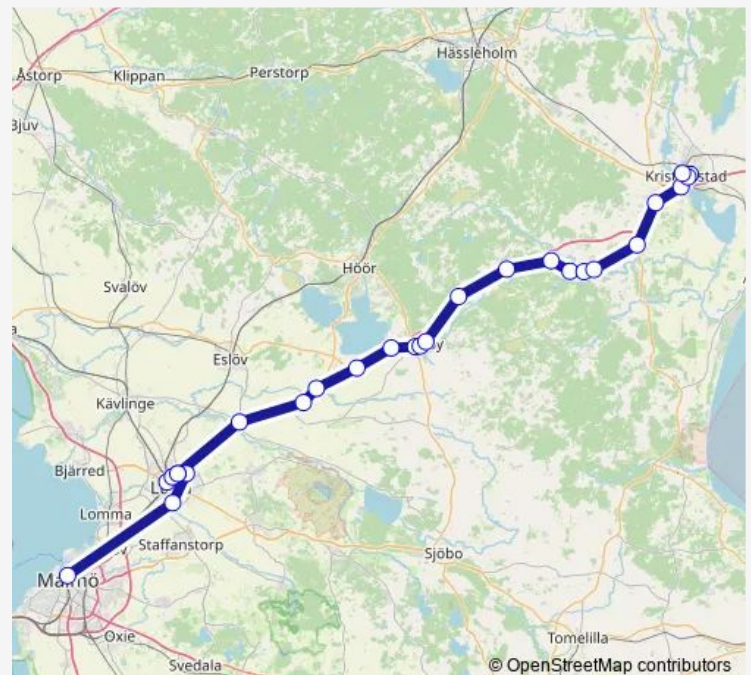 Hässleholm
Åstorp
Klippan
Perstorp
Bjuv
Höör
Svalöv
Eslöv
Kävlinge
Bjärred
Lomma
Staffanstorp
Sjöbo
Malmö
Oxie
Tomelilla
Svedala
© OpenStreetMap contributors